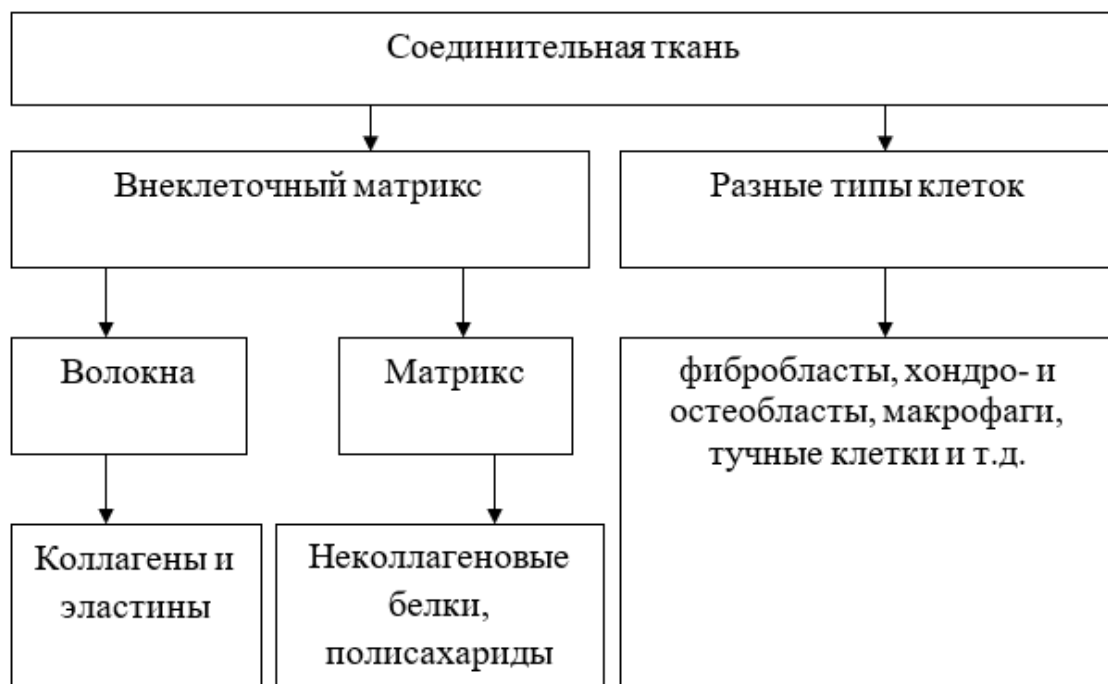 Соединительная ткань
Внеклеточный матрикс
Разные типы клеток
Волокна
Матрикс
фибробласты, хондро- и
остеобласты, макрофаги,
тучные клетки и т.д.
Коллагены и
эластины
Неколлагеновые
белки,
полисахариды